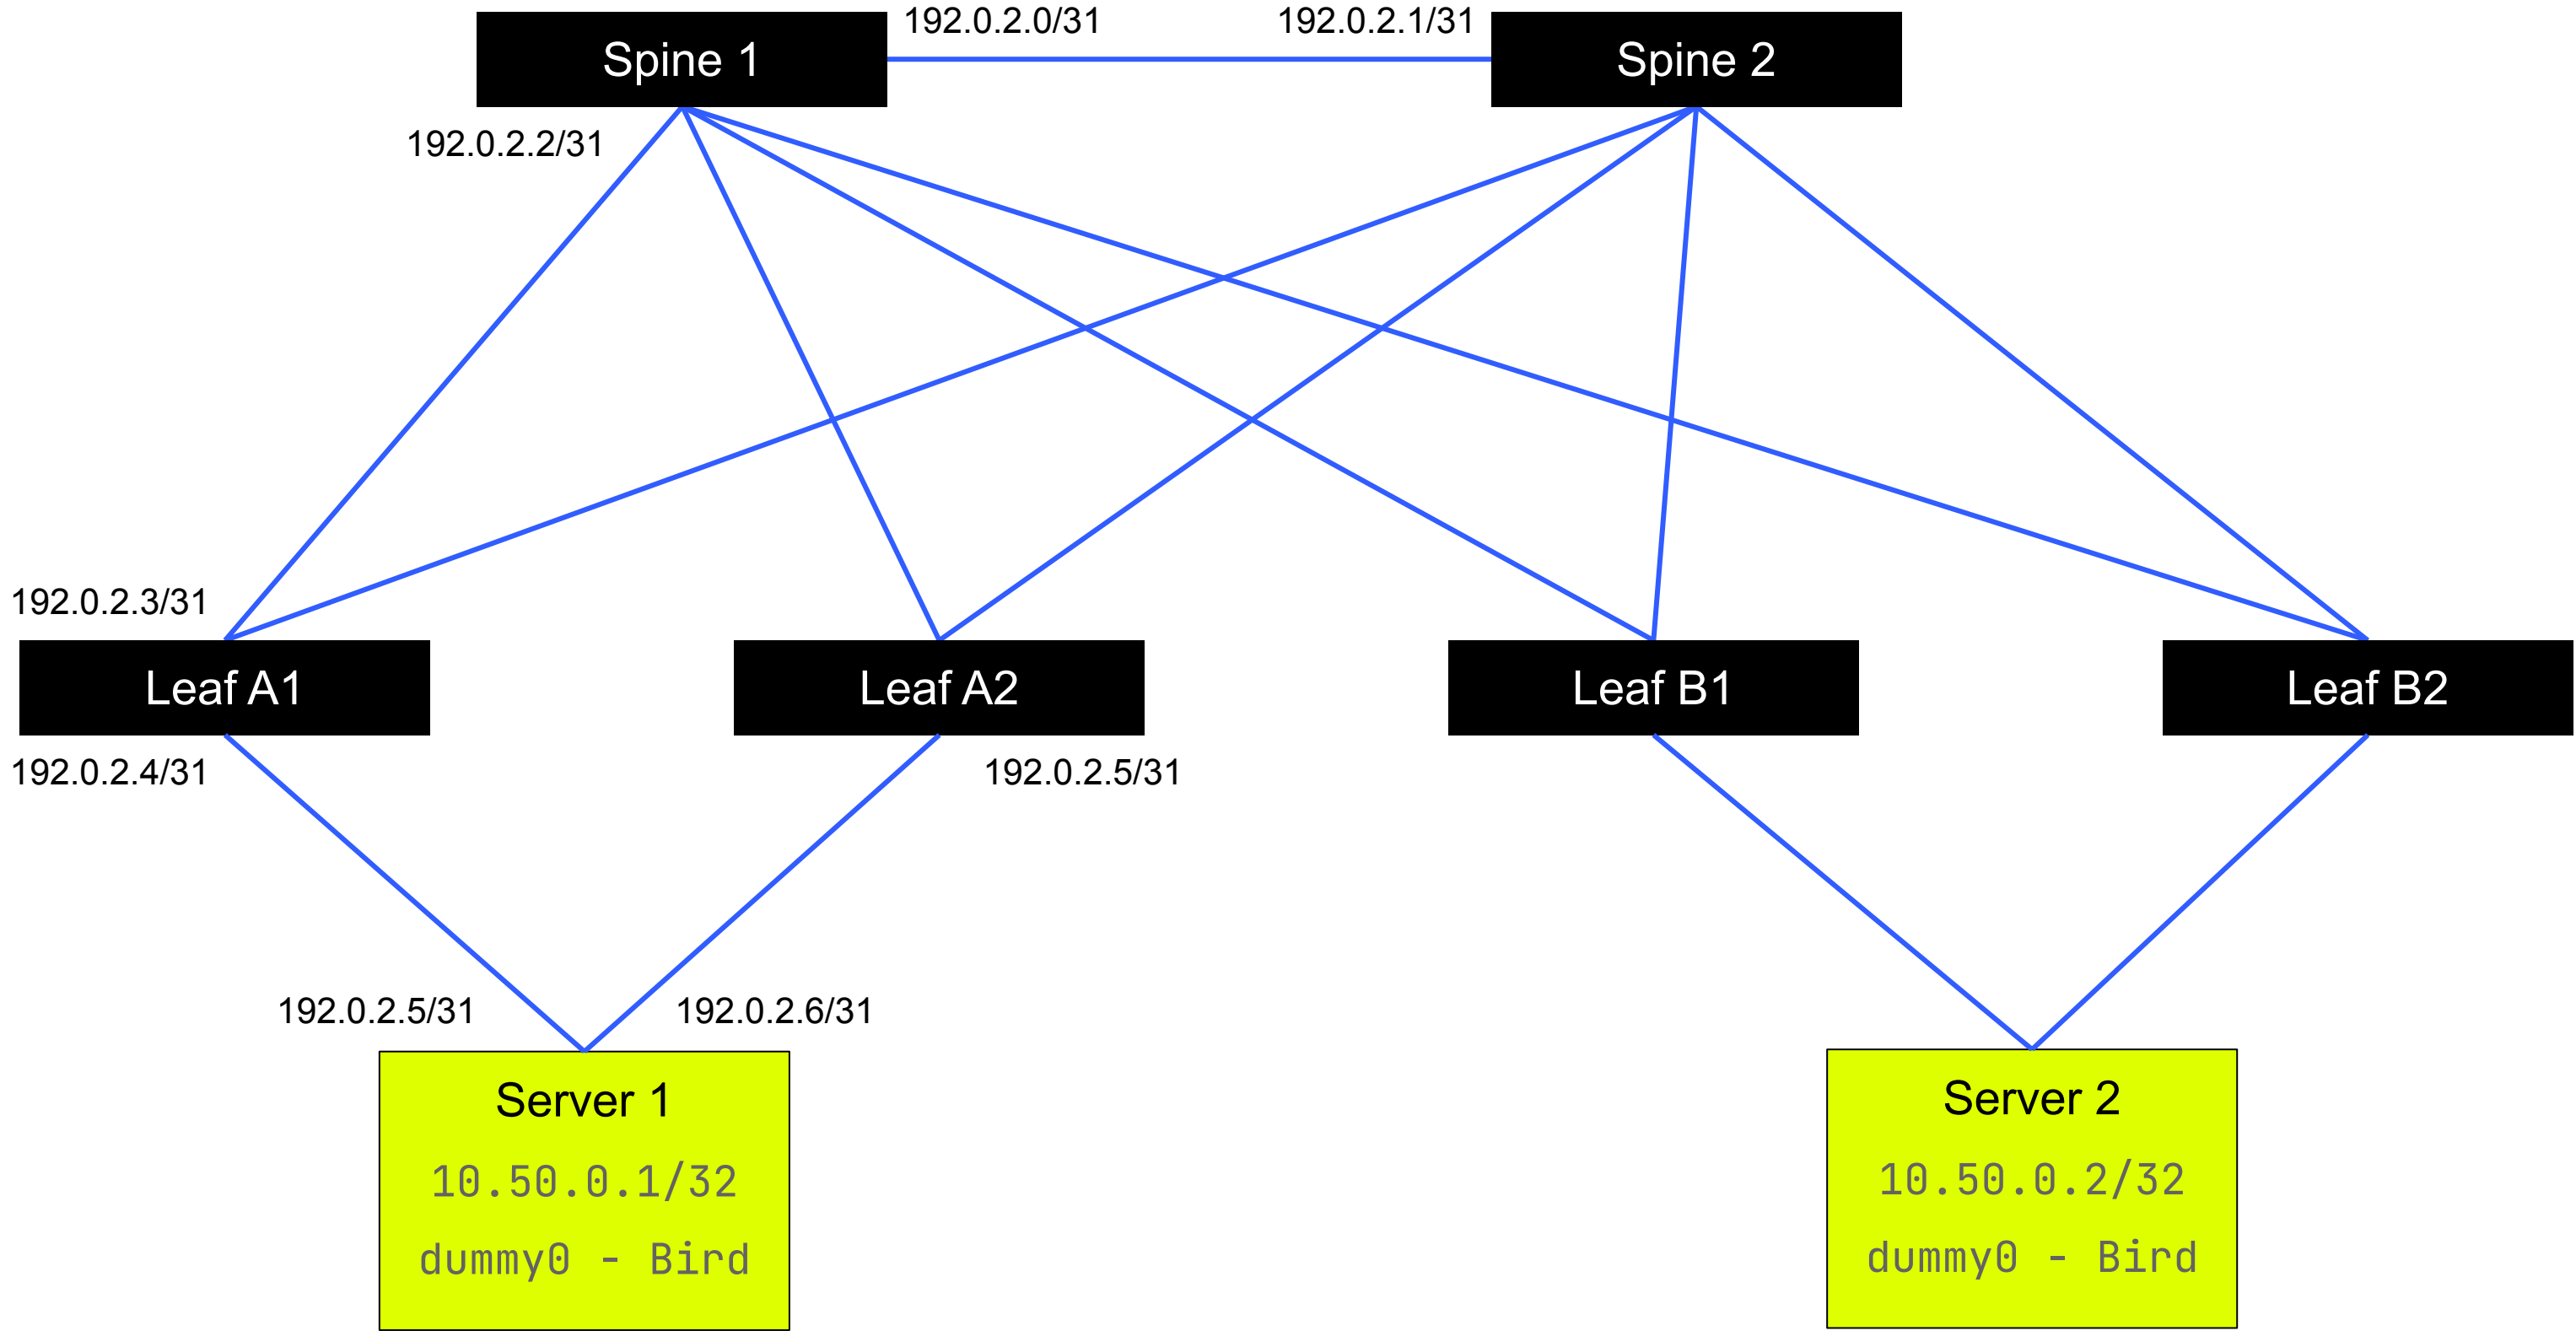 192.0.2.0/31
192.0.2.1/31
Spine 1
Spine 2
192.0.2.2/31
192.0.2.3/31
Leaf A1
Leaf A2
Leaf B1
Leaf B2
192.0.2.4/31
192.0.2.5/31
192.0.2.5/31
192.0.2.6/31
Server 1
10.50.0.1/32
dummy0 - Bird
Server 2
10.50.0.2/32
dummy0 - Bird